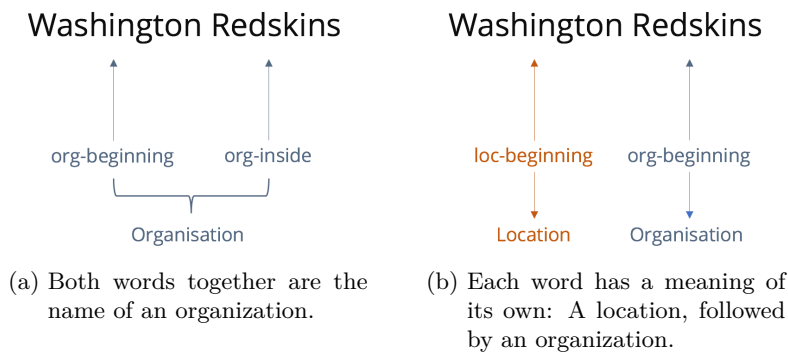 Washington Redskins
org-beginning org-inside
Organisation
(a) Both words together are the
name of an organization.
Washington Redskins
loc-beginning org-beginning
Location Organisation
(b) Each word has a meaning of
its own: A location, followed
by an organization.